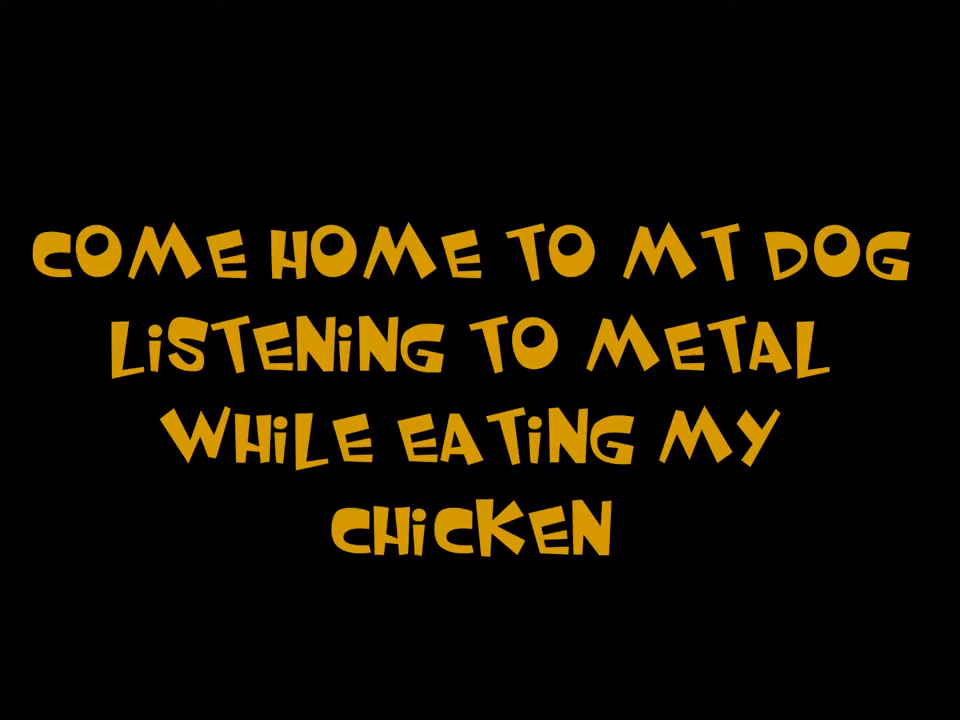 COME HOME TO MT DOG
LISTENING TO METAL
WHILE EATING MY
CHICKEN